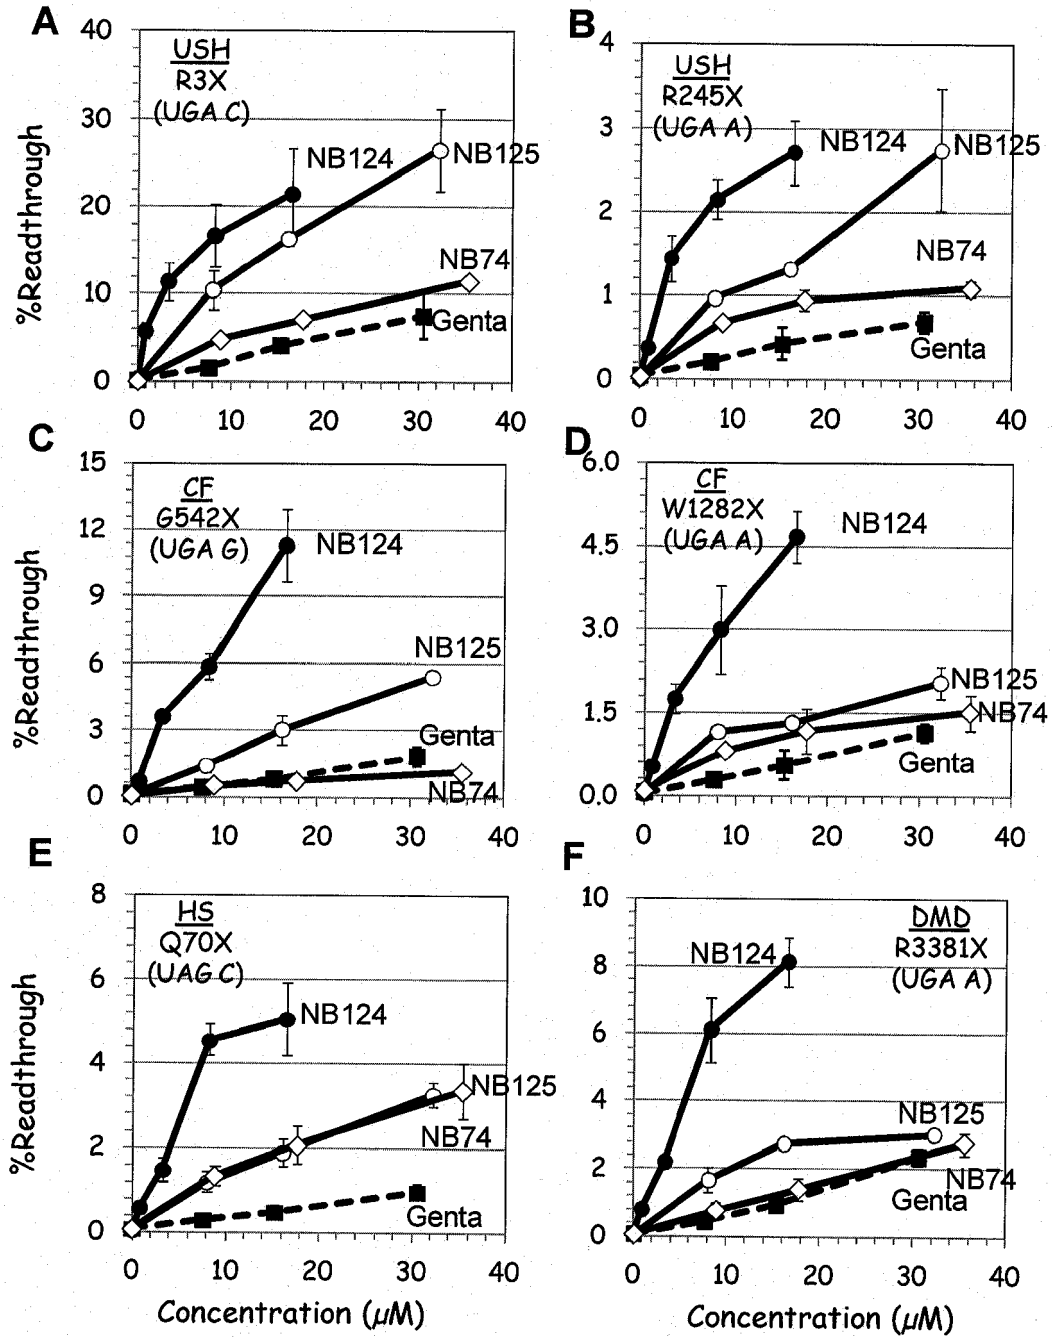 A
40
30
20
10
0
%Readthrough
USH
R3X
(UGA C)
NB124
NB125
NB74
Genta
0 10 20 30 40
B
4
3
2
1
0
USH
R245X
(UGA A)
NB124
NB125
NB74
Genta
0 10 20 30 40
C
15
12
9
6
3
0
%Readthrough
CF
G542X
(UGA G)
NB124
NB125
Genta
NB74
0 10 20 30 40
D
6.0
4.5
3.0
1.5
0.0
CF
W1282X
(UGA A)
NB124
NB125
NB74
Genta
0 10 20 30 40
E
8
6
4
2
0
%Readthrough
HS
Q70X
(UAG C)
NB124
NB125
NB74
Genta
0 10 20 30 40
Concentration (µM)
F
10
8
6
4
2
0
DMD
R3381X
(UGA A)
NB124
NB125
NB74
Genta
0 10 20 30 40
Concentration (µM)